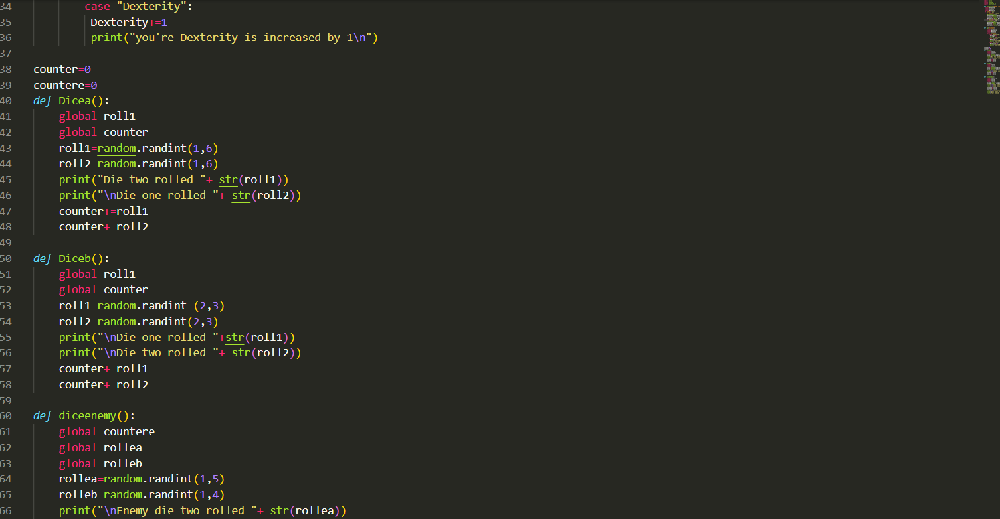 34 case "Dexterity":
35 Dexterity+=1
36 print("you're Dexterity is increased by 1\n")
37
38 counter=0
39 countere=0
40 def Dicea():
41 global roll1
42 global counter
43 roll1=random.randint(1,6)
44 roll2=random.randint(1,6)
45 print("Die two rolled "+ str(roll1))
46 print("\nDie one rolled "+ str(roll2))
47 counter+=roll1
48 counter+=roll2
49
50 def Diceb():
51 global roll1
52 global counter
53 roll1=random.randint (2,3)
54 roll2=random.randint(2,3)
55 print("\nDie one rolled "+str(roll1))
56 print("\nDie two rolled "+ str(roll2))
57 counter+=roll1
58 counter+=roll2
59
60 def diceenemy():
61 global countere
62 global rollea
63 global rolleb
64 rollea=random.randint(1,5)
65 rolleb=random.randint(1,4)
66 print("\nEnemy die two rolled "+ str(rollea))